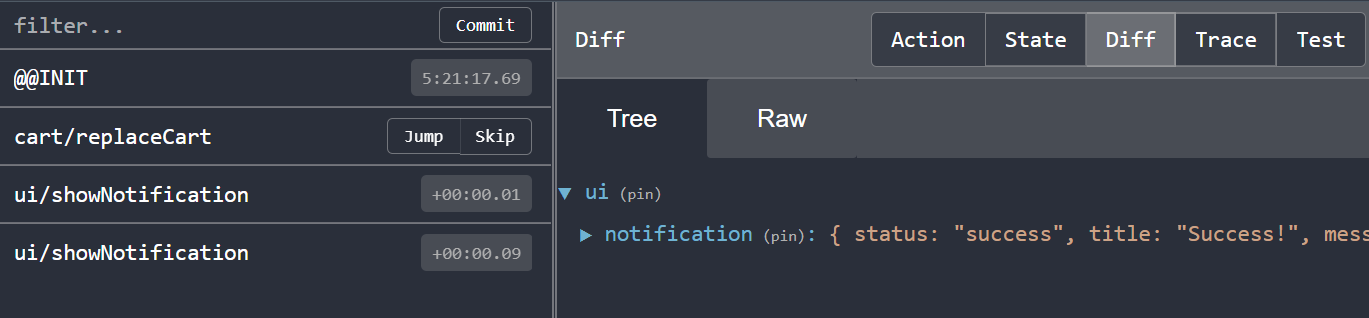 filter... Commit
@@INIT 5:21:17.69
cart/replaceCart Jump Skip
ui/showNotification +00:00.01
ui/showNotification +00:00.09
Diff Action State Diff Trace Test
Tree Raw
▼ ui (pin)
▶ notification (pin): { status: "success", title: "Success!", mess